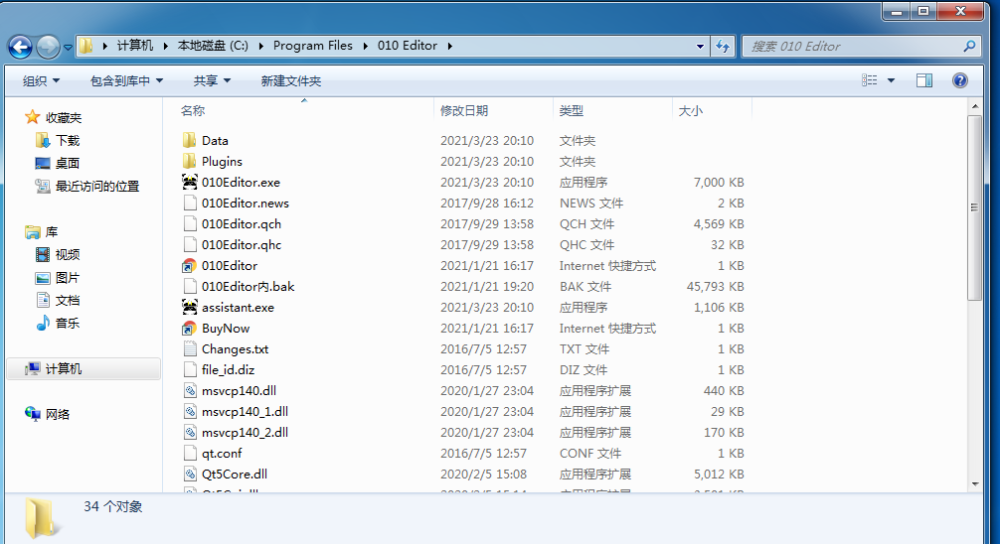 计算机 本地磁盘 (C:) Program Files 010 Editor 搜索 010 Editor
组织 包含到库中 共享 新建文件夹
收藏夹
下载
桌面
最近访问的位置
库
视频
图片
文档
音乐
计算机
网络
名称 修改日期 类型 大小
Data 2021/3/23 20:10 文件夹
Plugins 2021/3/23 20:10 文件夹
010Editor.exe 2021/3/23 20:10 应用程序 7,000 KB
010Editor.news 2017/9/28 16:12 NEWS 文件 2 KB
010Editor.qch 2017/9/29 13:58 QCH 文件 4,569 KB
010Editor.qhc 2017/9/29 13:58 QHC 文件 32 KB
010Editor 2021/1/21 16:17 Internet 快捷方式 1 KB
010Editor内.bak 2021/1/21 19:20 BAK 文件 45,793 KB
assistant.exe 2021/3/23 20:10 应用程序 1,106 KB
BuyNow 2021/1/21 16:17 Internet 快捷方式 1 KB
Changes.txt 2016/7/5 12:57 TXT 文件 1 KB
file_id.diz 2016/7/5 12:57 DIZ 文件 1 KB
msvcp140.dll 2020/1/27 23:04 应用程序扩展 440 KB
msvcp140_1.dll 2020/1/27 23:04 应用程序扩展 29 KB
msvcp140_2.dll 2020/1/27 23:04 应用程序扩展 170 KB
qt.conf 2016/7/5 12:57 CONF 文件 1 KB
Qt5Core.dll 2020/2/5 15:08 应用程序扩展 5,012 KB
34 个对象